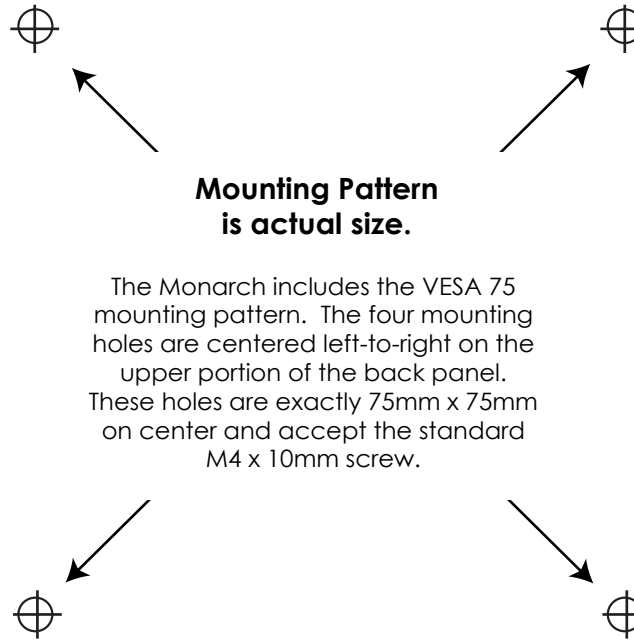 Mounting Pattern
is actual size.
The Monarch includes the VESA 75
mounting pattern.  The four mounting
holes are centered left-to-right on the
upper portion of the back panel.
These holes are exactly 75mm x 75mm
on center and accept the standard
M4 x 10mm screw.